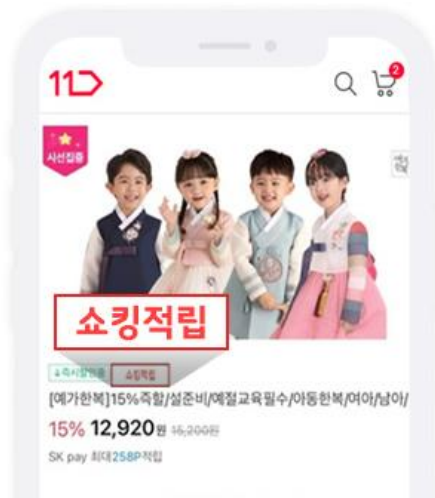 11
2
시선집중
쇼킹적립
↓즉시할인중 쇼킹적립
[예가한복]15%즉할/설준비/예절교육필수/아동한복/여아/남아/
15% 12,920원 15,200원
SK pay 최대258P적립